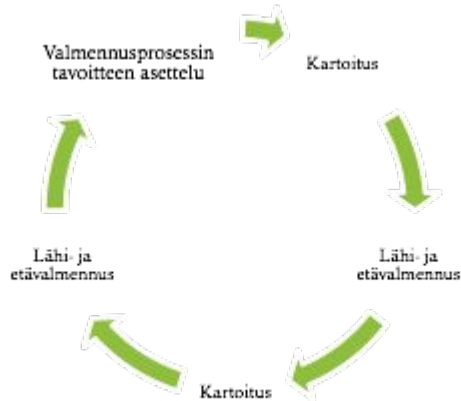 Valmennusprosessin
tavoitteen asettelu
Kartoitus
Lähi- ja
etävalmennus
Kartoitus
Lähi- ja
etävalmennus